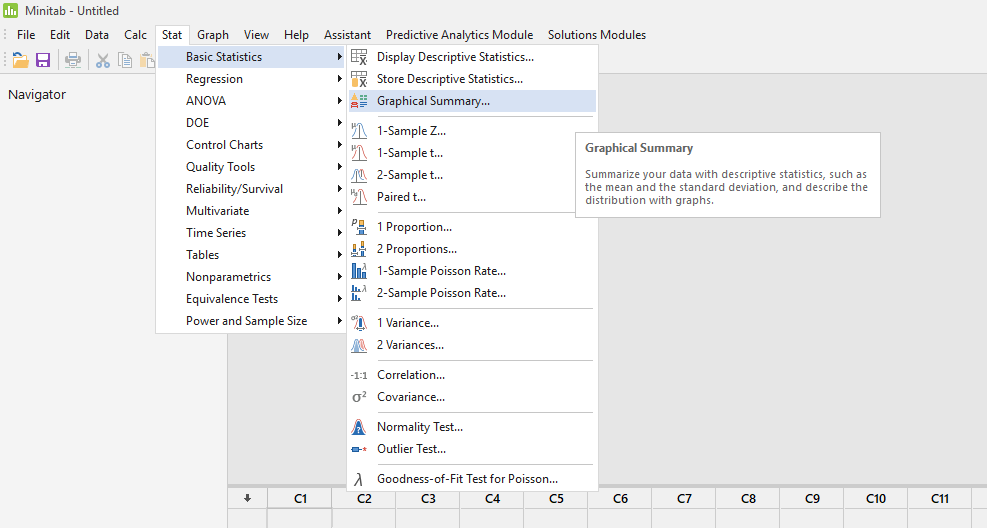 Minitab - Untitled
File Edit Data Calc Stat Graph View Help Assistant Predictive Analytics Module Solutions Modules
Navigator
Basic Statistics
Regression
ANOVA
DOE
Control Charts
Quality Tools
Reliability/Survival
Multivariate
Time Series
Tables
Nonparametrics
Equivalence Tests
Power and Sample Size
Display Descriptive Statistics...
Store Descriptive Statistics...
Graphical Summary...
μ 1-Sample Z...
μ 1-Sample t...
2-Sample t...
μ Paired t...
P 1 Proportion...
2 Proportions...
λ 1-Sample Poisson Rate...
λ 2-Sample Poisson Rate...
σ² 1 Variance...
2 Variances...
-1:1 Correlation...
σ² Covariance...
? Normality Test...
Outlier Test...
λ Goodness-of-Fit Test for Poisson...
Graphical Summary
Summarize your data with descriptive statistics, such as
the mean and the standard deviation, and describe the
distribution with graphs.
C1 C2 C3 C4 C5 C6 C7 C8 C9 C10 C11